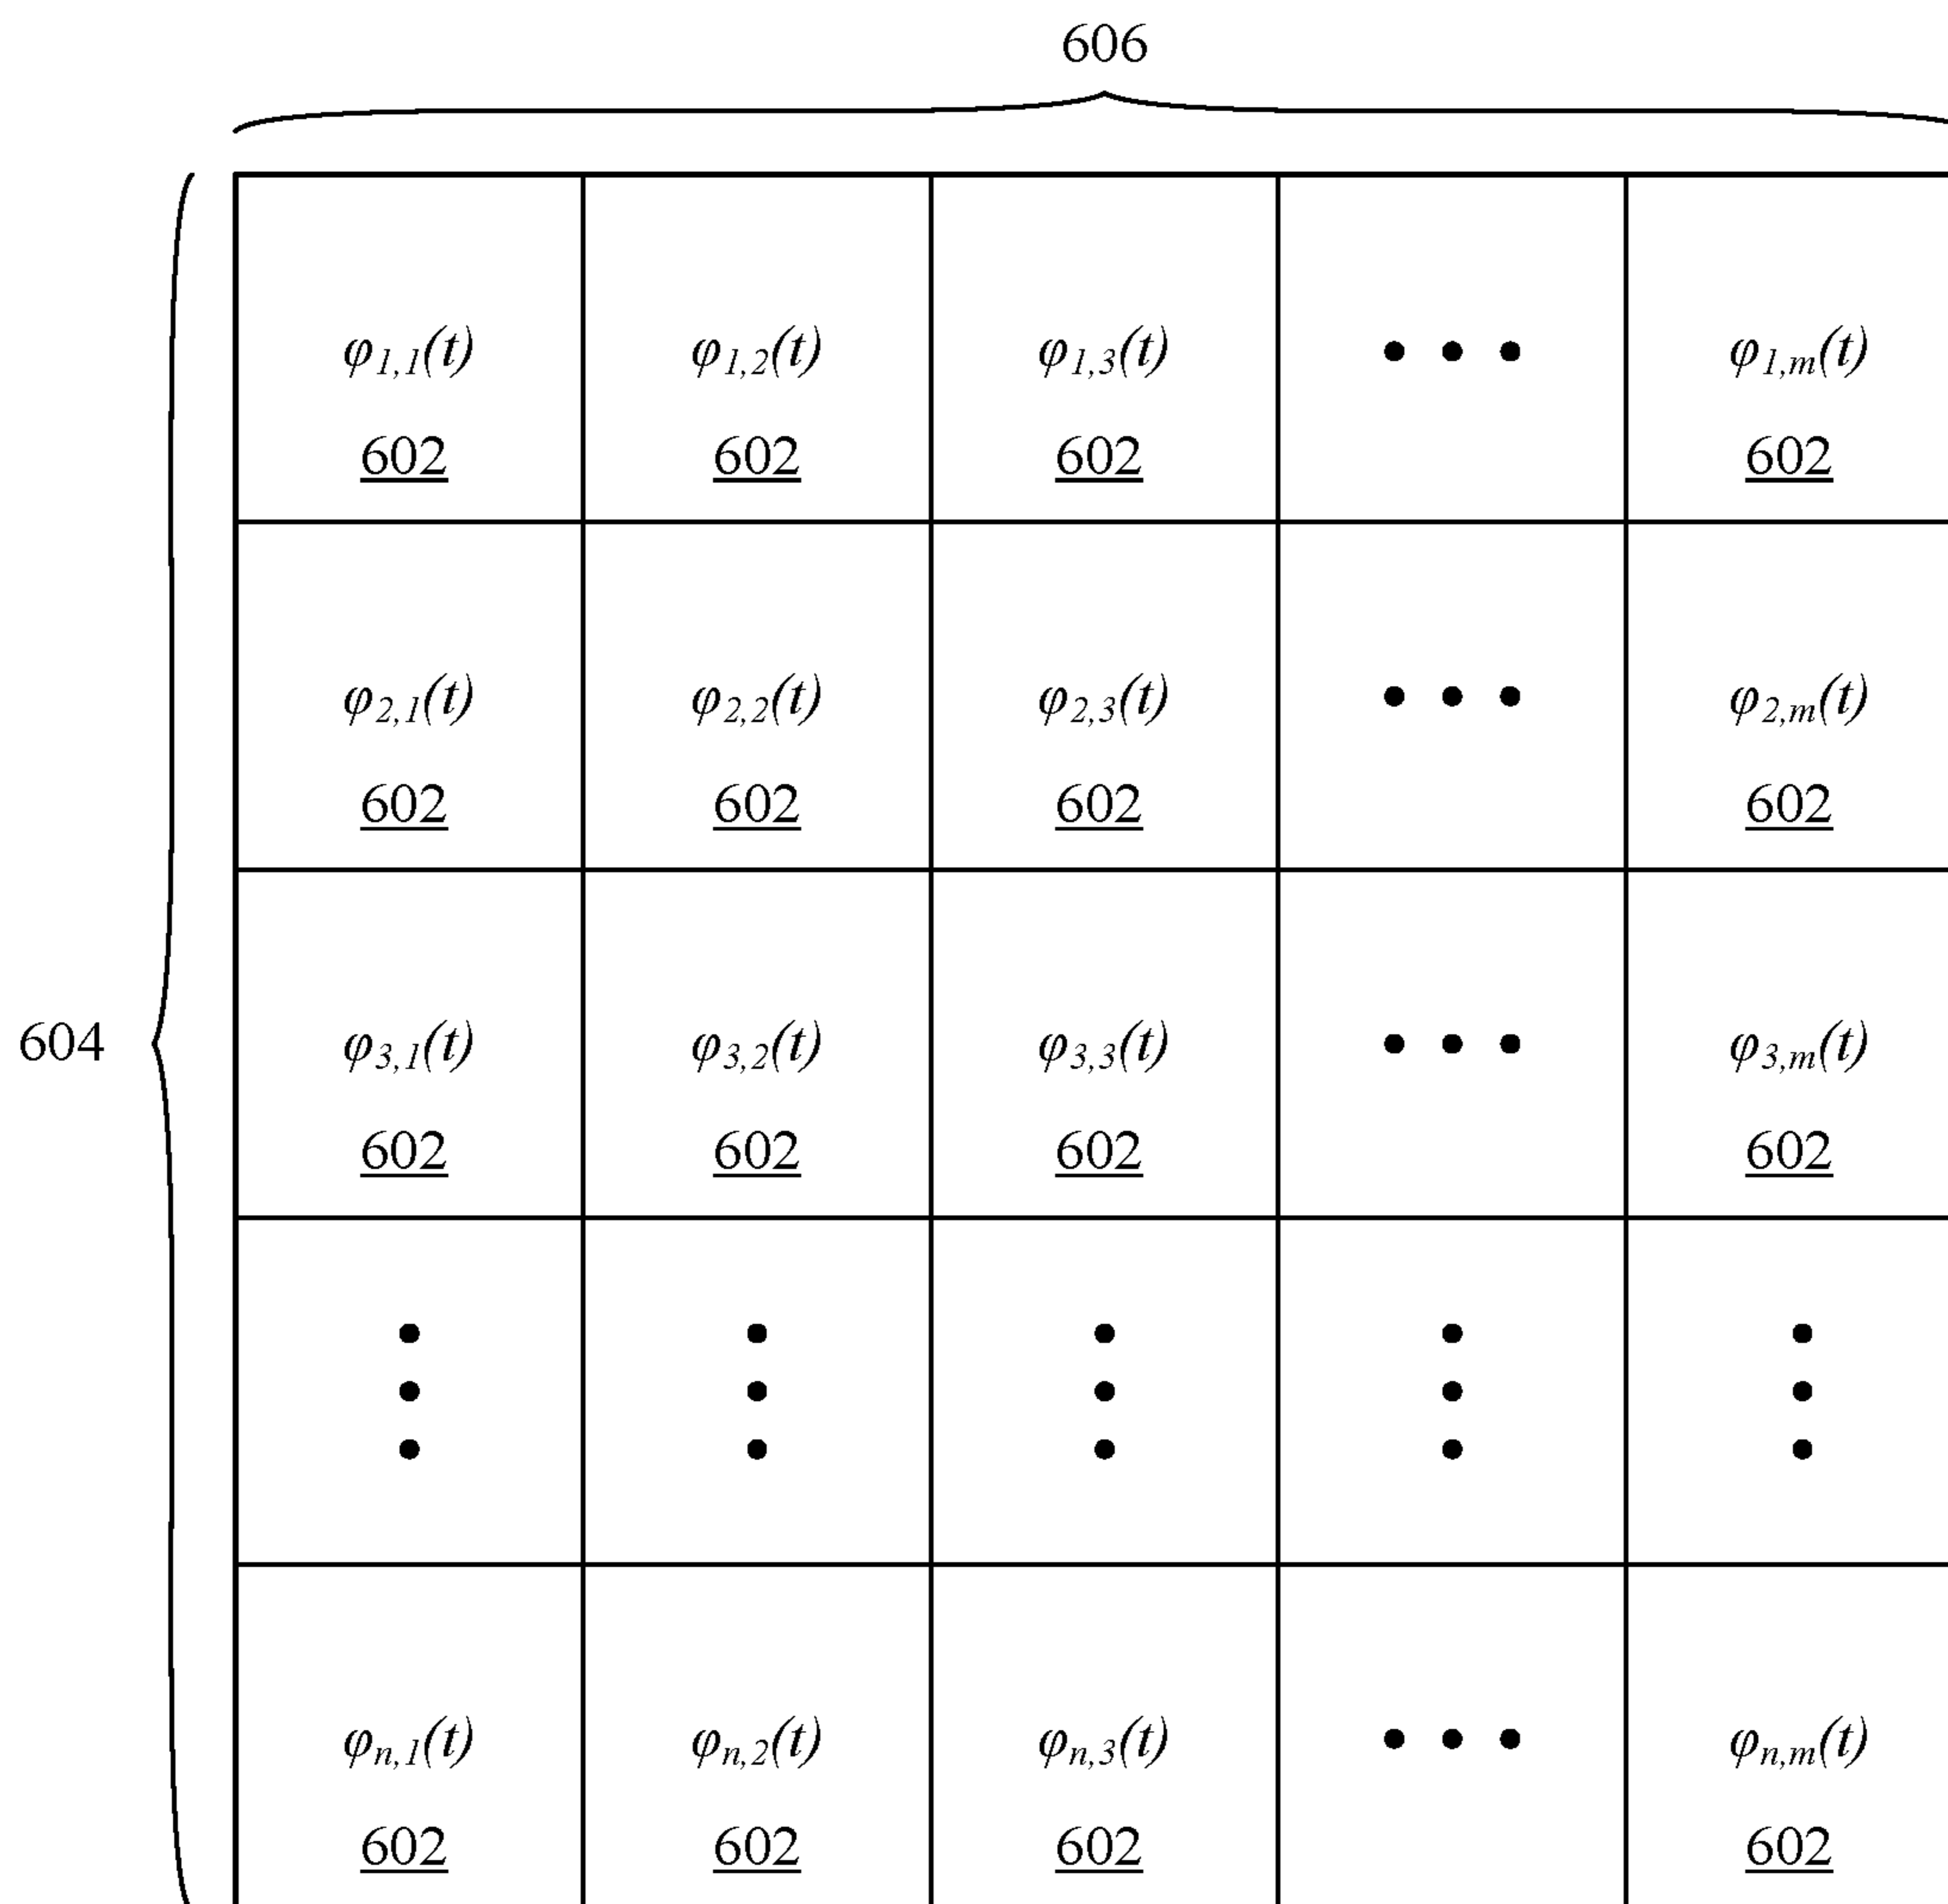 606
φ1,1(t) φ1,2(t) φ1,3(t) • • • φ1,m(t)
602 602 602 602
φ2,1(t) φ2,2(t) φ2,3(t) • • • φ2,m(t)
602 602 602 602
604 φ3,1(t) φ3,2(t) φ3,3(t) • • • φ3,m(t)
602 602 602 602
φn,1(t) φn,2(t) φn,3(t) • • • φn,m(t)
602 602 602 602